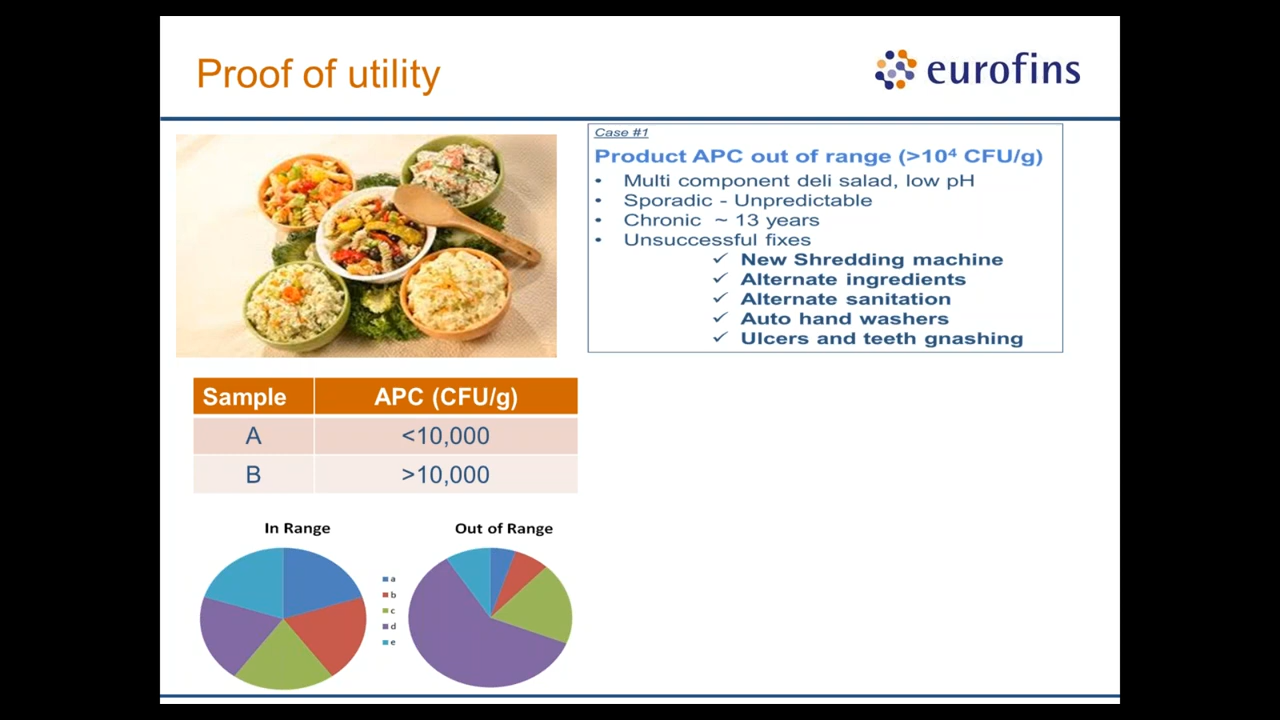 Proof of utility
eurofins
Case #1
Product APC out of range (>10⁴ CFU/g)
• Multi component deli salad, low pH
• Sporadic - Unpredictable
• Chronic ~ 13 years
• Unsuccessful fixes
✓ New Shredding machine
✓ Alternate ingredients
✓ Alternate sanitation
✓ Auto hand washers
✓ Ulcers and teeth gnashing
Sample APC (CFU/g)
A <10,000
B >10,000
In Range
Out of Range
a
b
c
d
e